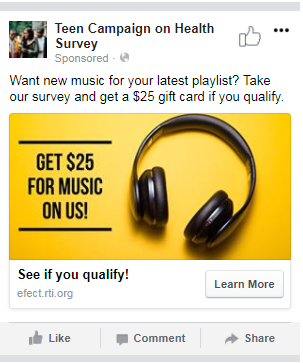 Teen Campaign on Health
Survey
Sponsored ·
Want new music for your latest playlist? Take
our survey and get a $25 gift card if you qualify.
GET $25
FOR MUSIC
ON US!
See if you qualify!
efect.rti.org
Learn More
Like Comment Share